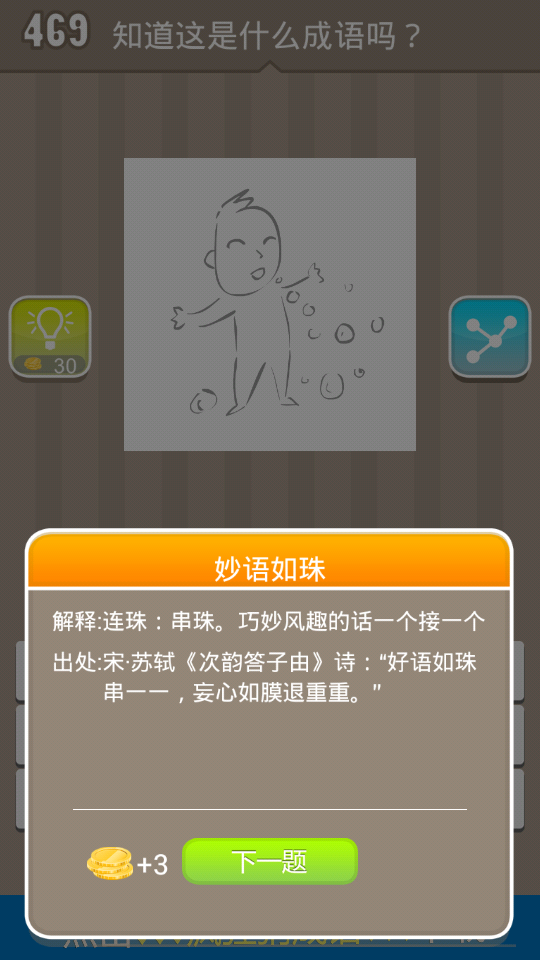 469 知道这是什么成语吗？
30
妙语如珠
解释:连珠：串珠。巧妙风趣的话一个接一个
出处:宋·苏轼《次韵答子由》诗：“好语如珠
串一一，妄心如膜退重重。”
+3 下一题